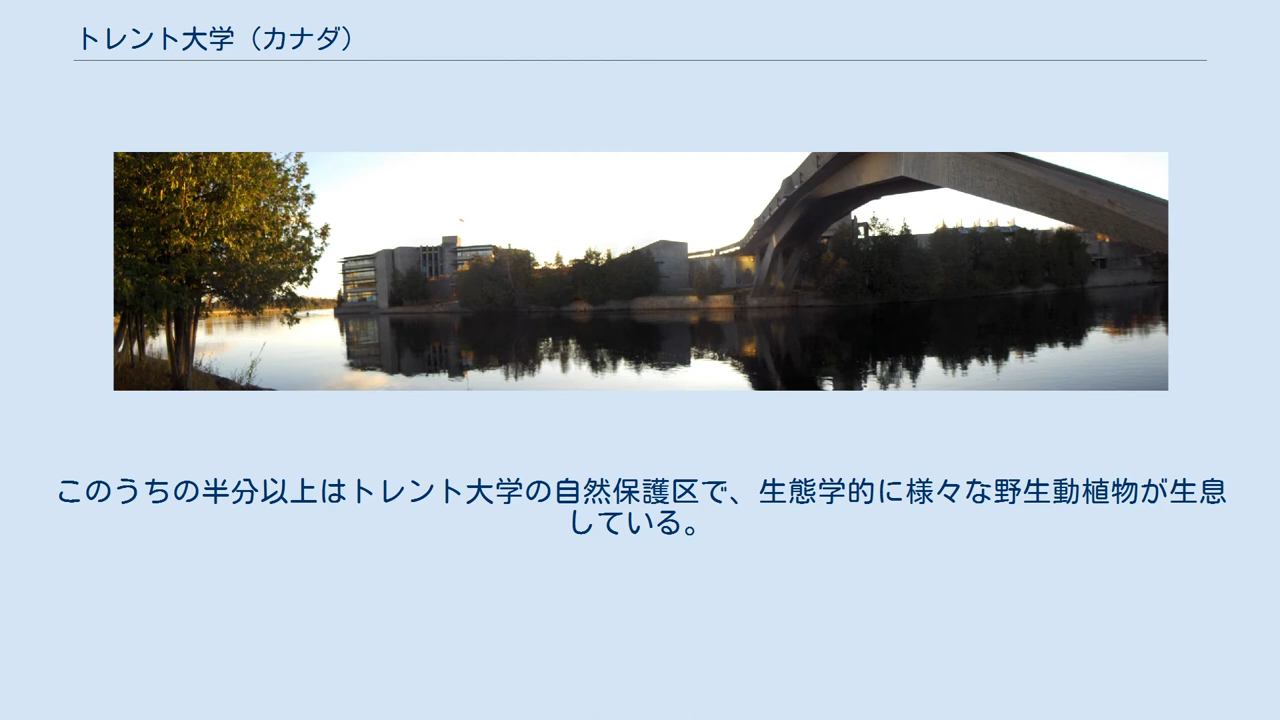 トレント大学（カナダ）
このうちの半分以上はトレント大学の自然保護区で、生態学的に様々な野生動植物が生息
している。